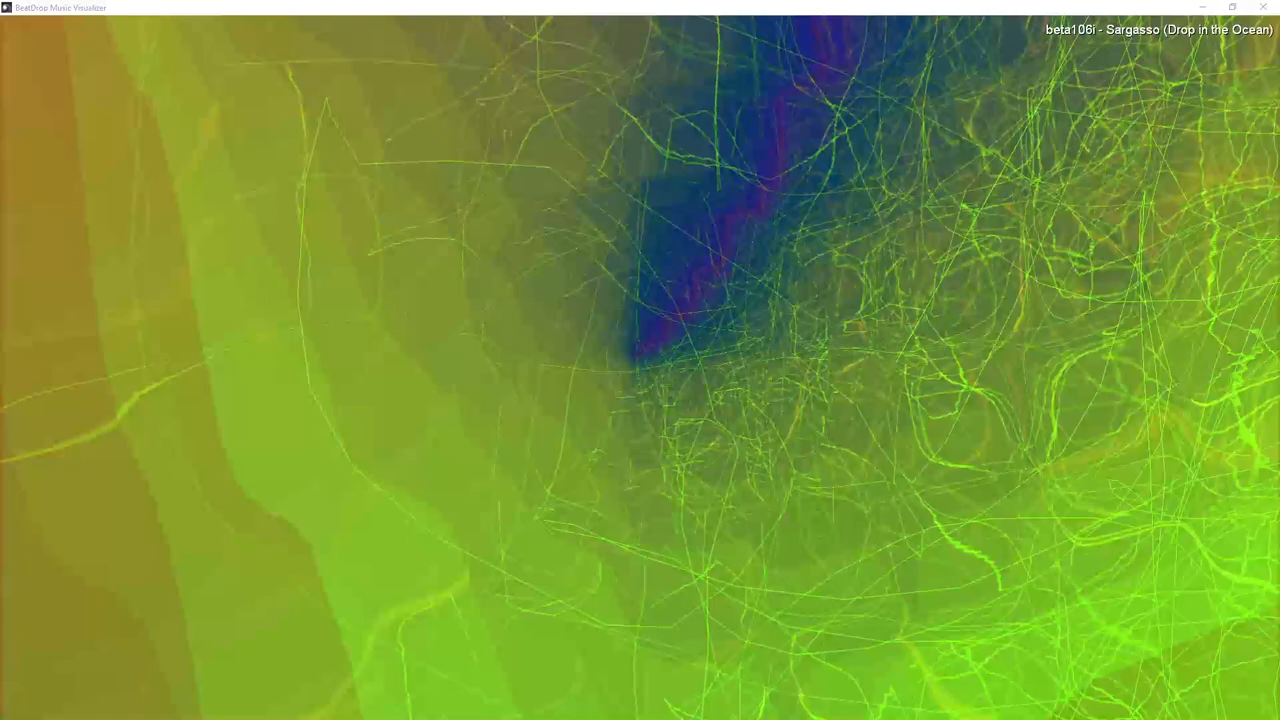 BeatDrop Music Visualizer
beta106i - Sargasso (Drop in the Ocean)